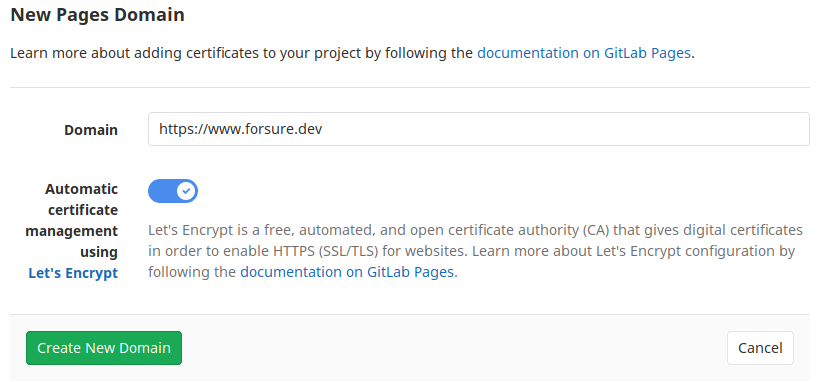 New Pages Domain
Learn more about adding certificates to your project by following the documentation on GitLab Pages.
Domain
https://www.forsure.dev
Automatic
certificate
management
using
Let's Encrypt
Let's Encrypt is a free, automated, and open certificate authority (CA) that gives digital certificates
in order to enable HTTPS (SSL/TLS) for websites. Learn more about Let's Encrypt configuration by
following the documentation on GitLab Pages.
Create New Domain
Cancel